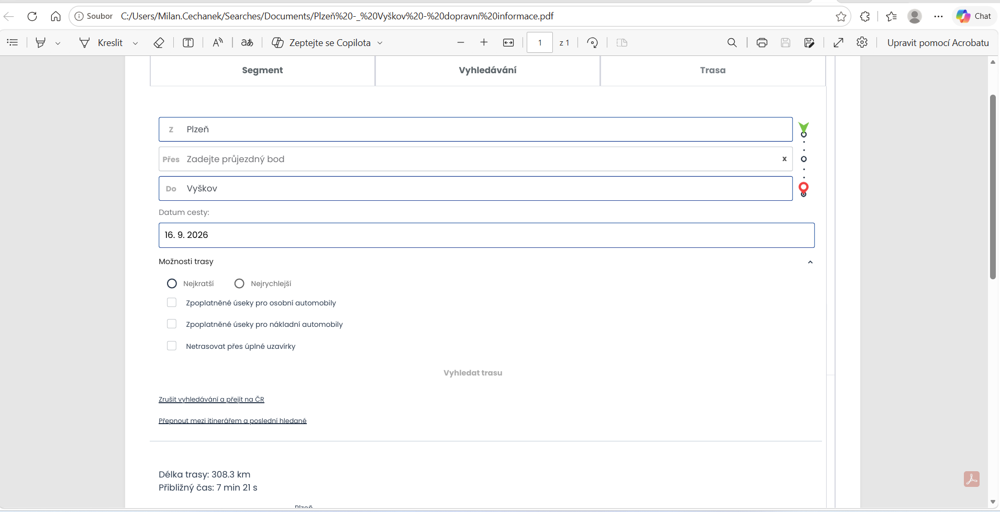 Soubor C:/Users/Milan.Cechanek/Searches/Documents/Plzeň%20-_%20Vyškov%20-%20dopravní%20informace.pdf Chat
Kreslit Zeptejte se Copilota 1 z 1 Upravit pomocí Acrobatu
Segment Vyhledávání Trasa
Z Plzeň
Přes Zadejte průjezdný bod x
Do Vyškov
Datum cesty:
16. 9. 2026
Možnosti trasy
Nejkratší Nejrychlejší
Zpoplatněné úseky pro osobní automobily
Zpoplatněné úseky pro nákladní automobily
Netrasovat přes úplné uzavírky
Vyhledat trasu
Zrušit vyhledávání a přejít na ČR
Přepnout mezi itinerářem a poslední hledané
Délka trasy: 308.3 km
Přibližný čas: 7 min 21 s
Plzeň